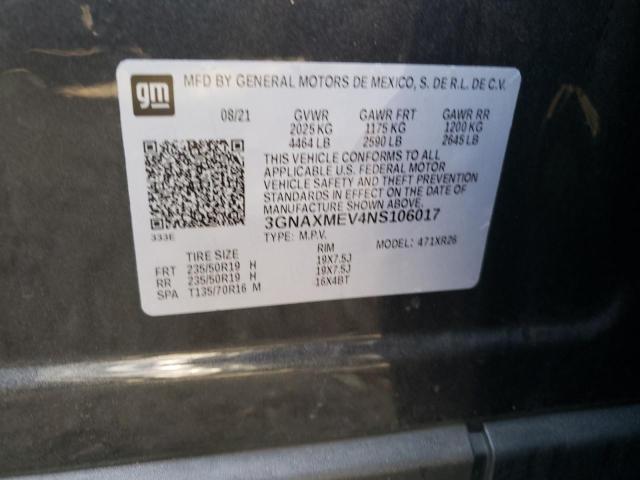 gm
MFD BY GENERAL MOTORS DE MEXICO, S. DE R.L. DE C.V.
08/21 GVWR GAWR FRT GAWR RR
2025 KG 1175 KG 1200 KG
4464 LB 2590 LB 2645 LB
THIS VEHICLE CONFORMS TO ALL
APPLICABLE U.S. FEDERAL MOTOR
VEHICLE SAFETY AND THEFT PREVENTION
STANDARDS IN EFFECT ON THE DATE OF
MANUFACTURE SHOWN ABOVE.
3GNAXMEV4NS106017
333E TYPE: M.P.V. MODEL: 471XR26
TIRE SIZE RIM
FRT 235/50R19 H 19X7.5J
RR 235/50R19 H 19X7.5J
SPA T135/70R16 M 16X4BT